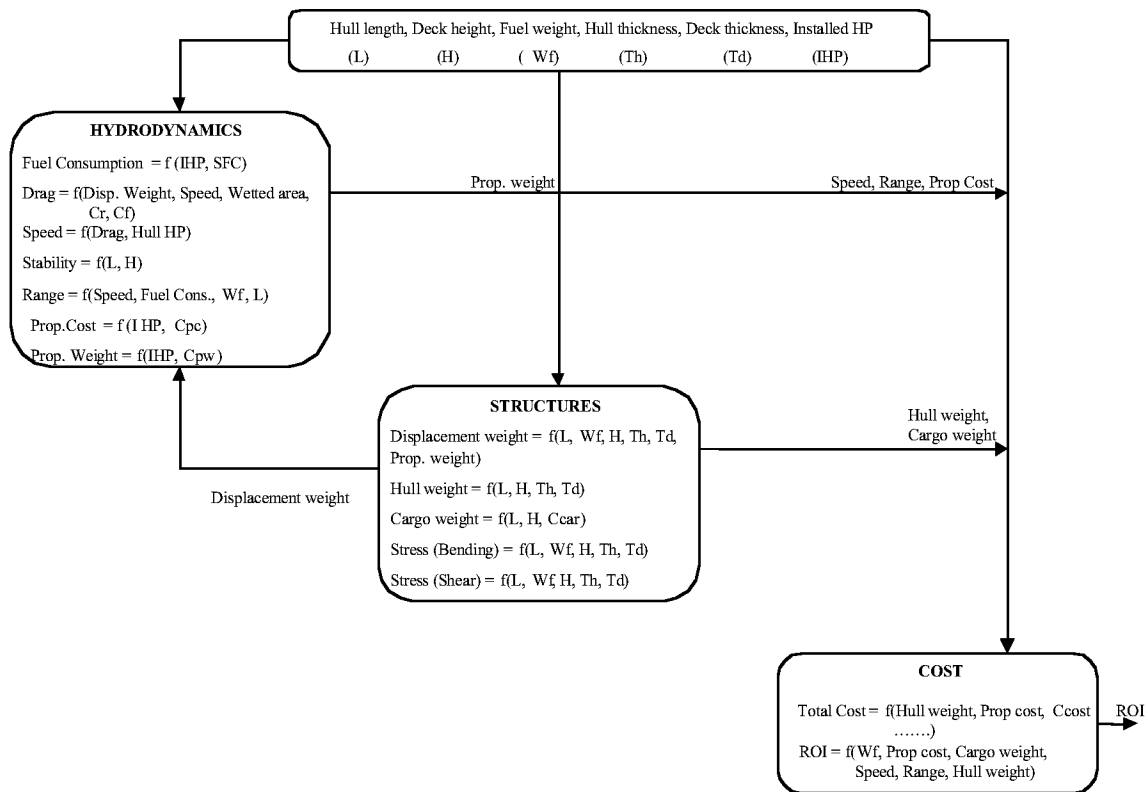 Hull length, Deck height, Fuel weight, Hull thickness, Deck thickness, Installed HP
(L) (H) ( Wf) (Th) (Td) (IHP)
HYDRODYNAMICS
Fuel Consumption = f (IHP, SFC)
Drag = f(Disp. Weight, Speed, Wetted area,
Cr, Cf)
Speed = f(Drag, Hull HP)
Stability = f(L, H)
Range = f(Speed, Fuel Cons., Wf, L)
Prop.Cost = f (I HP, Cpc)
Prop. Weight = f(IHP, Cpw)
Prop. weight
Speed, Range, Prop Cost
STRUCTURES
Displacement weight = f(L, Wf, H, Th, Td,
Prop. weight)
Hull weight = f(L, H, Th, Td)
Cargo weight = f(L, H, Ccar)
Stress (Bending) = f(L, Wf, H, Th, Td)
Stress (Shear) = f(L, Wf, H, Th, Td)
Displacement weight
Hull weight,
Cargo weight
COST
Total Cost = f(Hull weight, Prop cost, Ccost
…….)
ROI = f(Wf, Prop cost, Cargo weight,
Speed, Range, Hull weight)
ROI